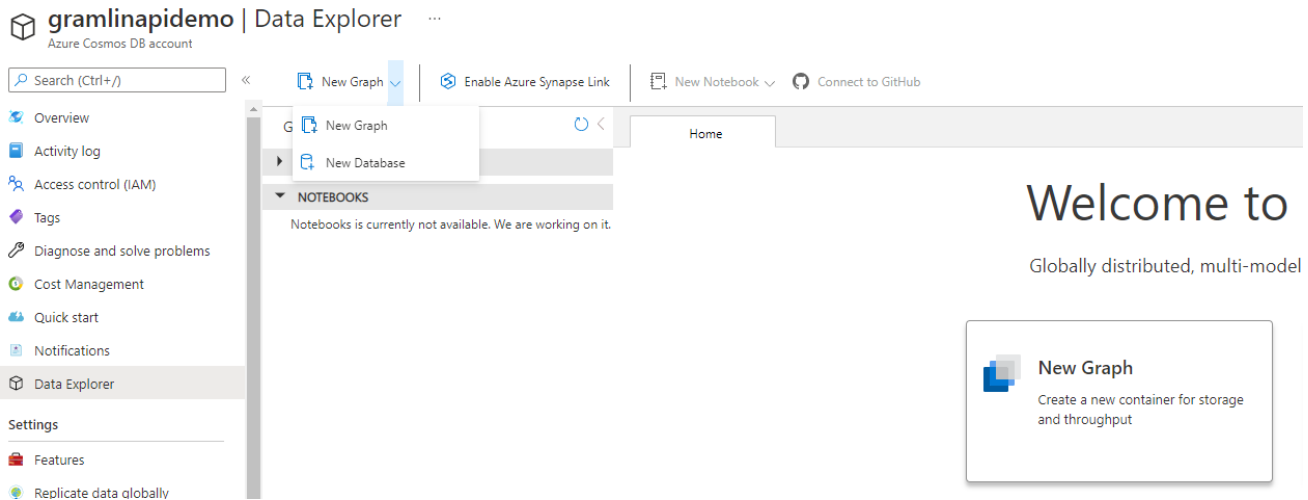 gramlinapidemo | Data Explorer ...
Azure Cosmos DB account
Search (Ctrl+/)
«
New Graph
Enable Azure Synapse Link
New Notebook
Connect to GitHub
Overview
Activity log
Access control (IAM)
Tags
Diagnose and solve problems
Cost Management
Quick start
Notifications
Data Explorer
Settings
Features
Replicate data globally
G
New Graph
New Database
NOTEBOOKS
Notebooks is currently not available. We are working on it.
Home
Welcome to
Globally distributed, multi-model
New Graph
Create a new container for storage
and throughput